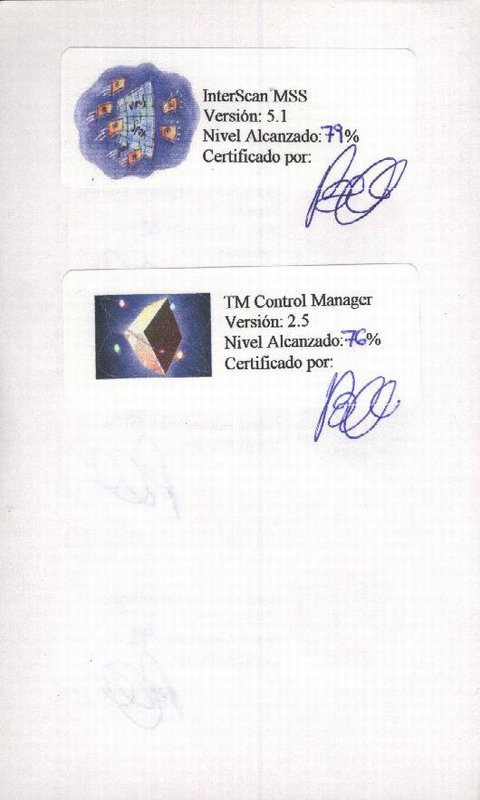 InterScan MSS
Versión: 5.1
Nivel Alcanzado: 79%
Certificado por:
TM Control Manager
Versión: 2.5
Nivel Alcanzado: 76%
Certificado por: